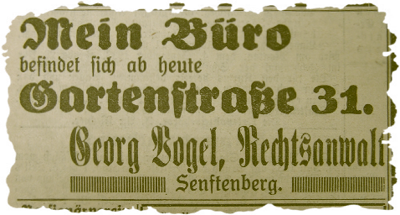 Mein Büro
befindet sich ab heute
Gartenstraße 31.
Georg Vogel, Rechtsanwalt
Senftenberg.